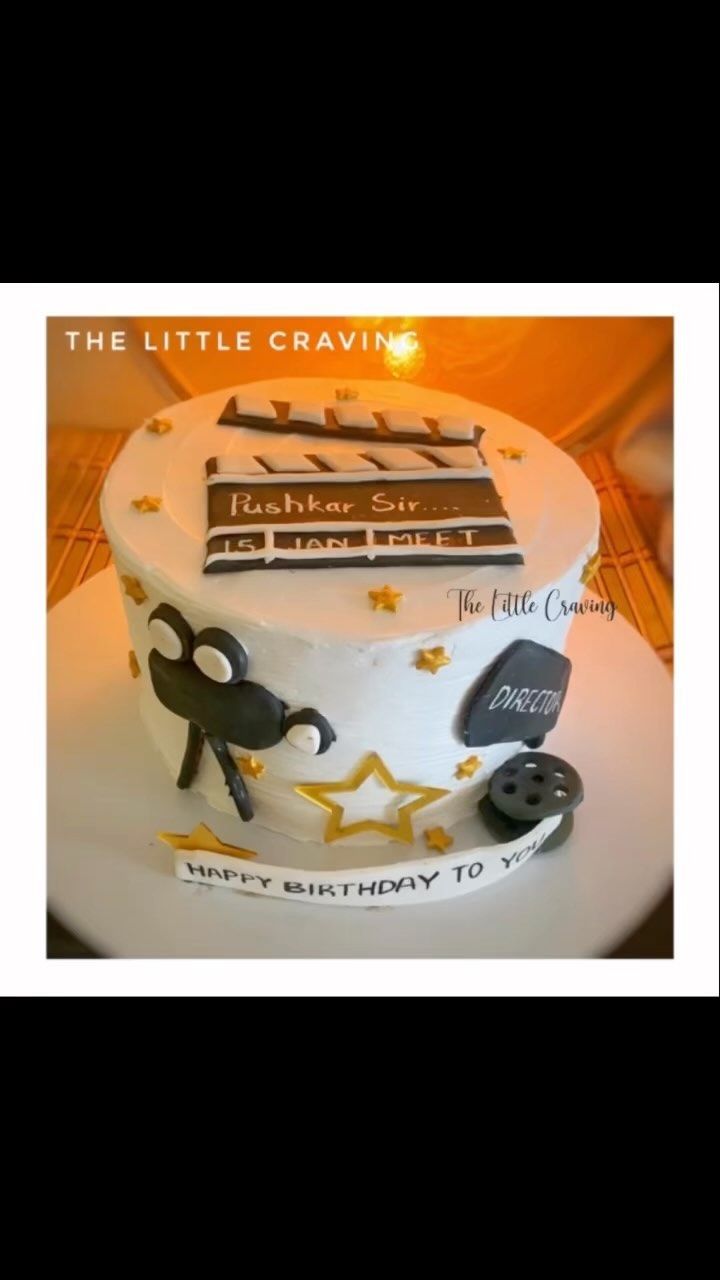 THE LITTLE CRAVING
Pushkar Sir....
15 JAN MEET
The Little Craving
DIRECTOR
HAPPY BIRTHDAY TO YOU